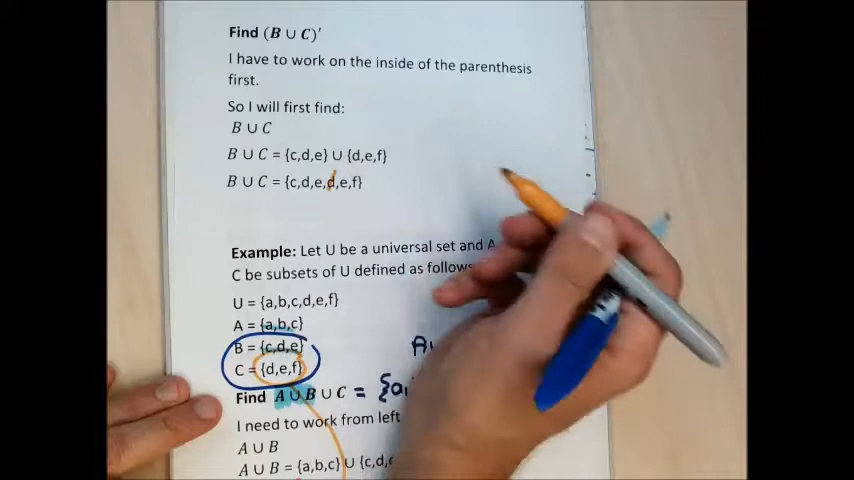 Find (B ∪ C)′
I have to work on the inside of the parenthesis
first.
So I will first find:
B ∪ C
B ∪ C = {c,d,e} ∪ {d,e,f}
B ∪ C = {c,d,e,d,e,f}
Example: Let U be a universal set and A
C be subsets of U defined as follows
U = {a,b,c,d,e,f}
A = {a,b,c}
B = {c,d,e}
C = {d,e,f}
Find A ∪ B ∪ C = {a,
I need to work from left
A ∪ B
A ∪ B = {a,b,c} ∪ {c,d,e